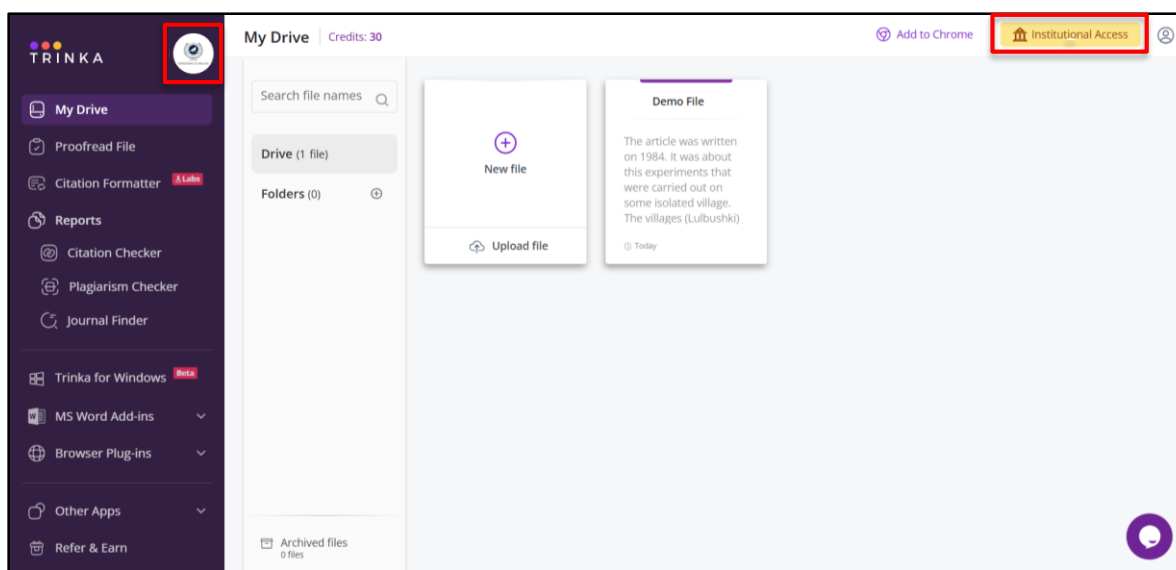 TRINKA
My Drive
Proofread File
Citation Formatter Labs
Reports
Citation Checker
Plagiarism Checker
Journal Finder
Trinka for Windows Beta
MS Word Add-ins
Browser Plug-ins
Other Apps
Refer & Earn
My Drive Credits: 30
Add to Chrome
Institutional Access
Search file names
Drive (1 file)
Folders (0)
Archived files
0 files
New file
Upload file
Demo File
The article was written
on 1984. It was about
this experiments that
were carried out on
some isolated village.
The villages (Lulbushki)
Today